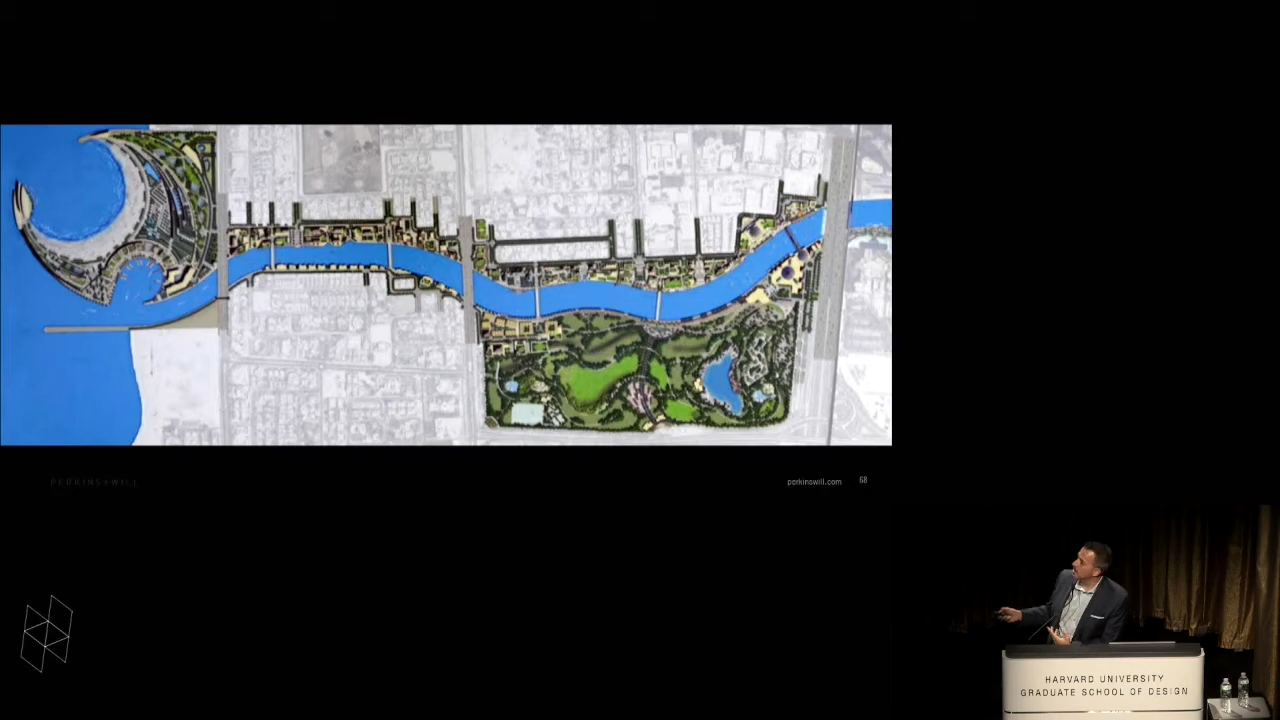 PERKINS+WILL
perkinswill.com
68
HARVARD UNIVERSITY
GRADUATE SCHOOL OF DESIGN